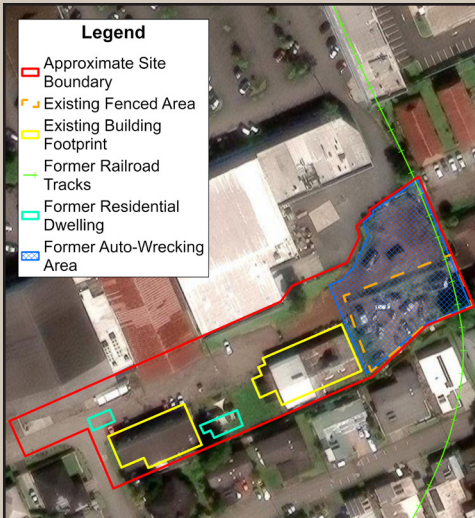 Legend
Approximate Site
Boundary
Existing Fenced Area
Existing Building
Footprint
Former Railroad
Tracks
Former Residential
Dwelling
Former Auto-Wrecking
Area